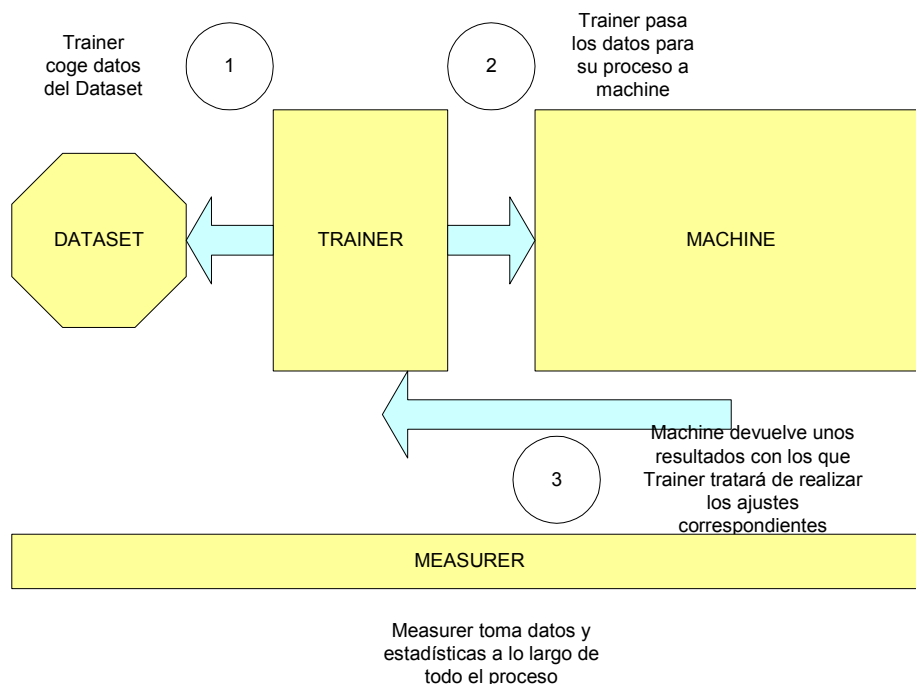 Trainer
coge datos
del Dataset
1
2
Trainer pasa
los datos para
su proceso a
machine
DATASET
TRAINER
MACHINE
3
Machine devuelve unos
resultados con los que
Trainer tratará de realizar
los ajustes
correspondientes
MEASURER
Measurer toma datos y
estadísticas a lo largo de
todo el proceso